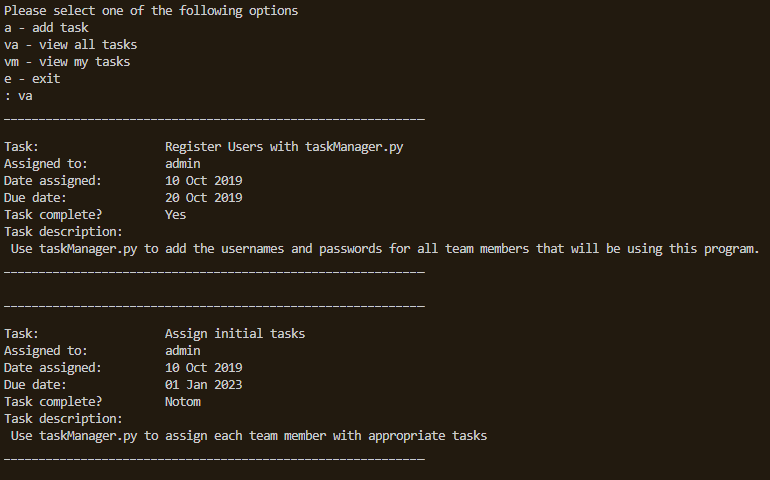 Please select one of the following options
a - add task
va - view all tasks
vm - view my tasks
e - exit
: va
____________________________________________________________
Task: Register Users with taskManager.py
Assigned to: admin
Date assigned: 10 Oct 2019
Due date: 20 Oct 2019
Task complete? Yes
Task description:
Use taskManager.py to add the usernames and passwords for all team members that will be using this program.
____________________________________________________________
____________________________________________________________
Task: Assign initial tasks
Assigned to: admin
Date assigned: 10 Oct 2019
Due date: 01 Jan 2023
Task complete? Notom
Task description:
Use taskManager.py to assign each team member with appropriate tasks
____________________________________________________________